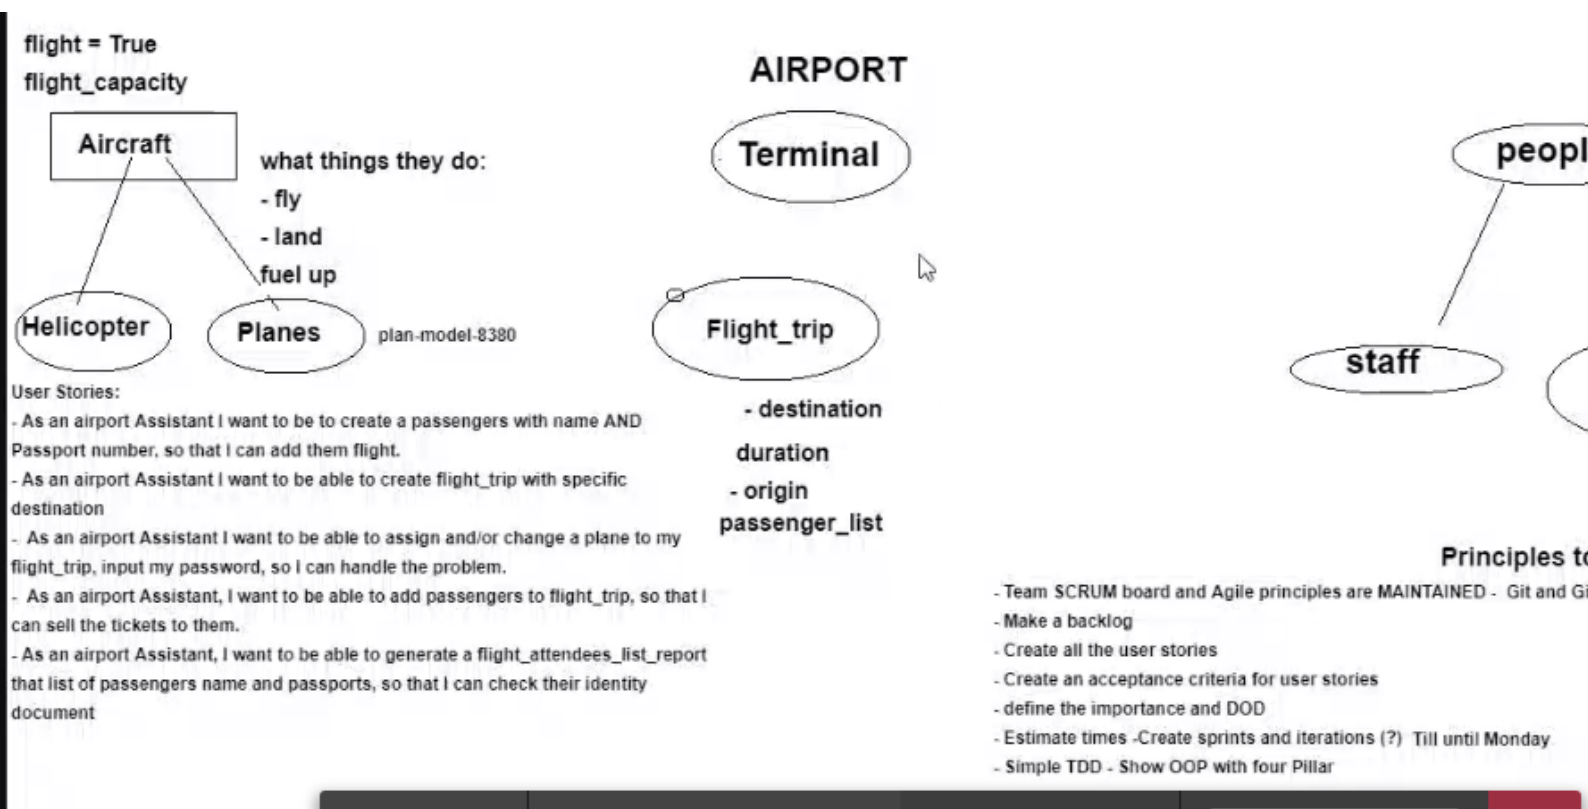 flight = True
flight_capacity
Aircraft
what things they do:
- fly
- land
fuel up
Helicopter
Planes
plan-model-8380
AIRPORT
Terminal
Flight_trip
- destination
duration
- origin
passenger_list
staff
User Stories:
- As an airport Assistant I want to be to create a passengers with name AND
Passport number, so that I can add them flight.
- As an airport Assistant I want to be able to create flight_trip with specific
destination
- As an airport Assistant I want to be able to assign and/or change a plane to my
flight_trip, input my password, so I can handle the problem.
- As an airport Assistant, I want to be able to add passengers to flight_trip, so that I
can sell the tickets to them.
- As an airport Assistant, I want to be able to generate a flight_attendees_list_report
that list of passengers name and passports, so that I can check their identity
document
Principles
- Team SCRUM board and Agile principles are MAINTAINED - Git and
- Make a backlog
- Create all the user stories
- Create an acceptance criteria for user stories
- define the importance and DOD
- Estimate times -Create sprints and iterations (?) Till until Monday
- Simple TDD - Show OOP with four Pillar